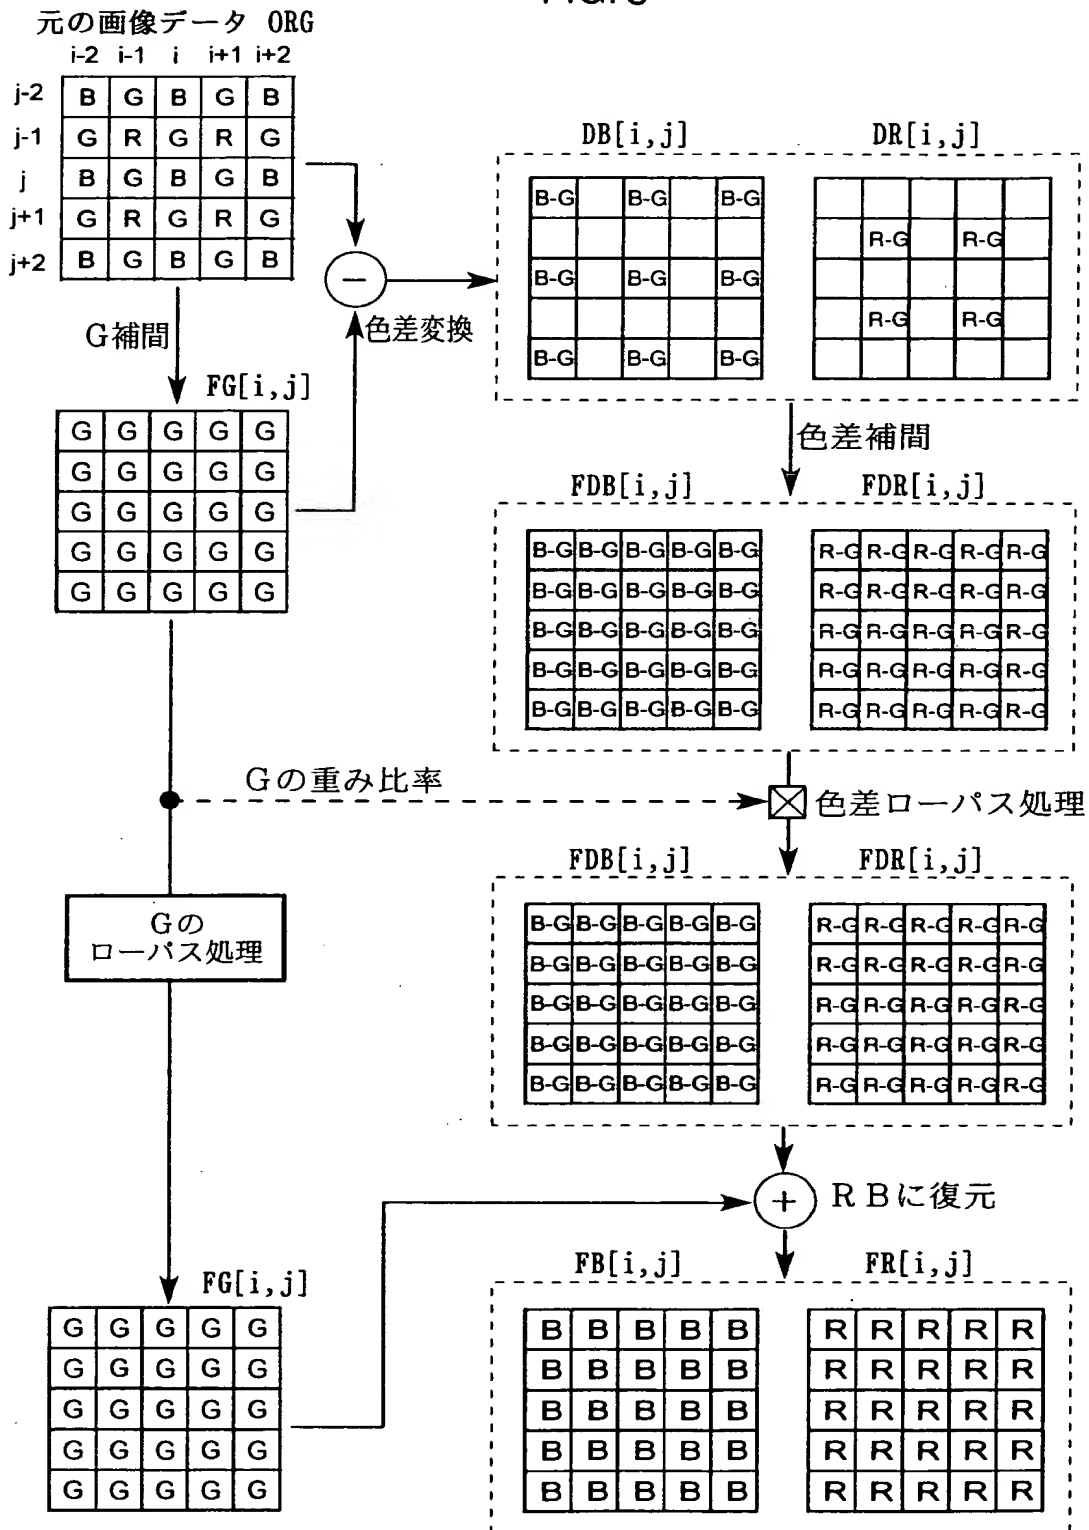 元の画像データ ORG
i-2 i-1 i i+1 i+2
j-2 B G B G B
j-1 G R G R G
j B G B G B
j+1 G R G R G
j+2 B G B G B
DB[i,j] DR[i,j]
B-G B-G B-G
R-G R-G
B-G B-G B-G
R-G R-G
B-G B-G B-G
−
色差変換
G補間
FG[i,j]
G G G G G
G G G G G
G G G G G
G G G G G
G G G G G
色差補間
FDB[i,j] FDR[i,j]
B-G B-G B-G B-G B-G R-G R-G R-G R-G R-G
B-G B-G B-G B-G B-G R-G R-G R-G R-G R-G
B-G B-G B-G B-G B-G R-G R-G R-G R-G R-G
B-G B-G B-G B-G B-G R-G R-G R-G R-G R-G
B-G B-G B-G B-G B-G R-G R-G R-G R-G R-G
Gの重み比率
色差ローパス処理
FDB[i,j] FDR[i,j]
B-G B-G B-G B-G B-G R-G R-G R-G R-G R-G
B-G B-G B-G B-G B-G R-G R-G R-G R-G R-G
B-G B-G B-G B-G B-G R-G R-G R-G R-G R-G
B-G B-G B-G B-G B-G R-G R-G R-G R-G R-G
B-G B-G B-G B-G B-G R-G R-G R-G R-G R-G
Gの
ローパス処理
+
RBに復元
FG[i,j]
G G G G G
G G G G G
G G G G G
G G G G G
G G G G G
FB[i,j] FR[i,j]
B B B B B R R R R R
B B B B B R R R R R
B B B B B R R R R R
B B B B B R R R R R
B B B B B R R R R R